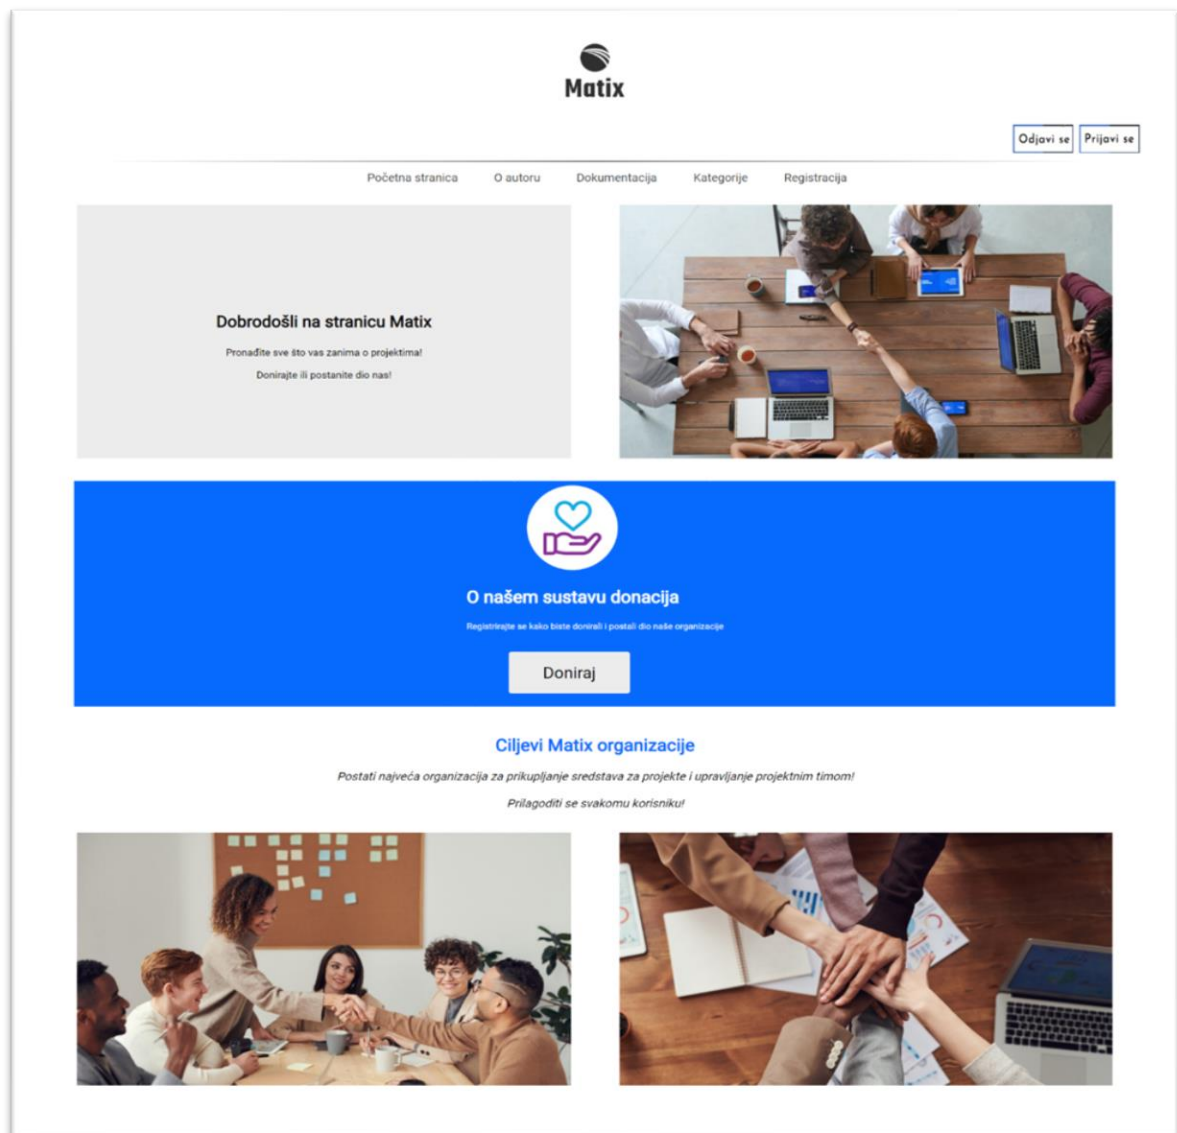 Matix
Odjavi se Prijavi se
Početna stranica O autoru Dokumentacija Kategorije Registracija
Dobrodošli na stranicu Matix
Pronađite sve što vas zanima o projektima!
Donirajte ili postanite dio nas!
O našem sustavu donacija
Registrirajte se kako biste donirali i postali dio naše organizacije
Doniraj
Ciljevi Matix organizacije
Postati najveća organizacija za prikupljanje sredstava za projekte i upravljanje projektnim timom!
Prilagoditi se svakomu korisniku!